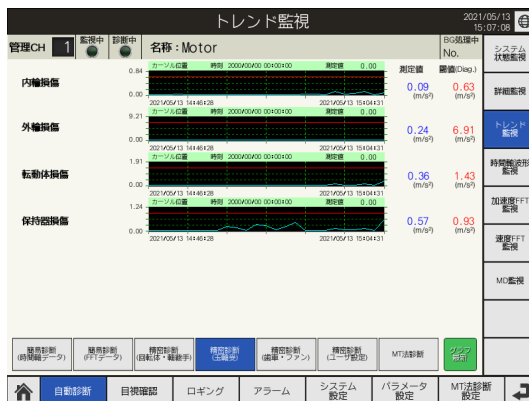 トレンド監視
2021/05/13
15:07:08
管理CH 1
監視中
診断中
名称:Motor
BG処理中
No.
システム
状態監視
測定値
閾値(Diag.)
内輪損傷
0.84
カーソル位置 時刻 2000/00/00 00:00:00 測定値 0.00
0.00
2021/05/13 14:46:28 2021/05/13 15:04:31
0.09
(m/s²)
0.63
(m/s²)
詳細監視
外輪損傷
9.21
カーソル位置 時刻 2000/00/00 00:00:00 測定値 0.00
0.00
2021/05/13 14:46:28 2021/05/13 15:04:31
0.24
(m/s²)
6.91
(m/s²)
トレンド
監視
転動体損傷
1.91
カーソル位置 時刻 2000/00/00 00:00:00 測定値 0.00
0.00
2021/05/13 14:46:28 2021/05/13 15:04:31
0.36
(m/s²)
1.43
(m/s²)
時間軸波形
監視
保持器損傷
1.24
カーソル位置 時刻 2000/00/00 00:00:00 測定値 0.00
0.00
2021/05/13 14:46:28 2021/05/13 15:04:31
0.57
(m/s²)
0.93
(m/s²)
加速度FFT
監視
速度FFT
監視
MD監視
簡易診断
(時間軸データ)
簡易診断
(FFTデータ)
精密診断
(回転体・軸継手)
精密診断
(玉軸受)
精密診断
(歯車・ファン)
精密診断
(ユーザ設定)
MT法診断
グラフ
最新
自動診断
目視確認
ロギング
アラーム
システム
設定
パラメータ
設定
MT法診断
設定